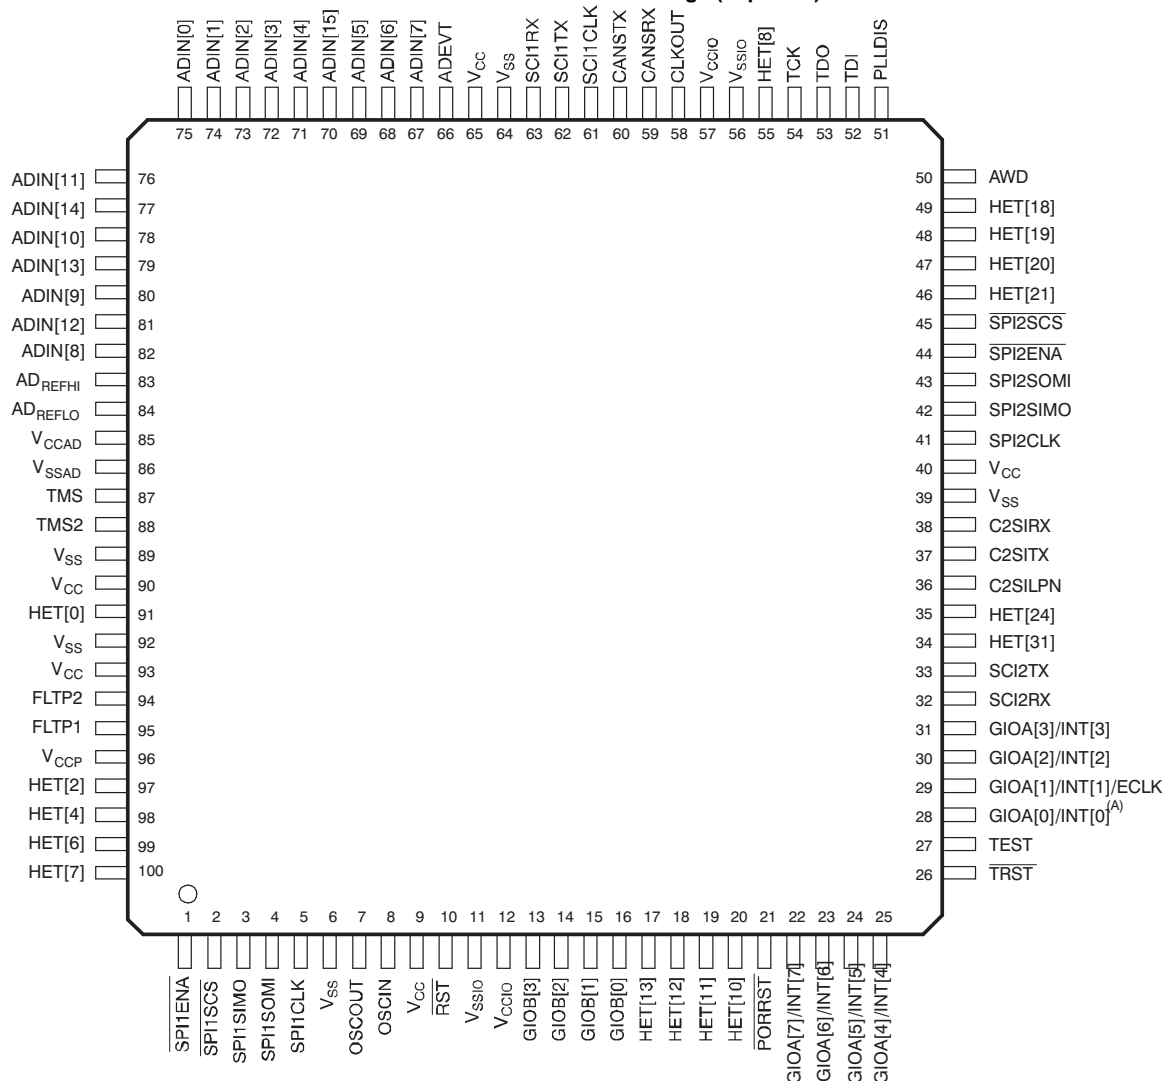 ADIN[0]
ADIN[1]
ADIN[2]
ADIN[3]
ADIN[4]
ADIN[15]
ADIN[5]
ADIN[6]
ADIN[7]
ADEVT
VCC
VSS
SCI1RX
SCI1TX
SCI1CLK
CANSTX
CANSRX
CLKOUT
VCCIO
VSSIO
HET[8]
TCK
TDO
TDI
PLLDIS
75 74 73 72 71 70 69 68 67 66 65 64 63 62 61 60 59 58 57 56 55 54 53 52 51
ADIN[11] 76
ADIN[14] 77
ADIN[10] 78
ADIN[13] 79
ADIN[9] 80
ADIN[12] 81
ADIN[8] 82
ADREFHI 83
ADREFLO 84
VCCAD 85
VSSAD 86
TMS 87
TMS2 88
VSS 89
VCC 90
HET[0] 91
VSS 92
VCC 93
FLTP2 94
FLTP1 95
VCCP 96
HET[2] 97
HET[4] 98
HET[6] 99
HET[7] 100
50 AWD
49 HET[18]
48 HET[19]
47 HET[20]
46 HET[21]
45 SPI2SCS
44 SPI2ENA
43 SPI2SOMI
42 SPI2SIMO
41 SPI2CLK
40 VCC
39 VSS
38 C2SIRX
37 C2SITX
36 C2SILPN
35 HET[24]
34 HET[31]
33 SCI2TX
32 SCI2RX
31 GIOA[3]/INT[3]
30 GIOA[2]/INT[2]
29 GIOA[1]/INT[1]/ECLK
28 GIOA[0]/INT[0](A)
27 TEST
26 TRST
1 2 3 4 5 6 7 8 9 10 11 12 13 14 15 16 17 18 19 20 21 22 23 24 25
SPI1ENA
SPI1SCS
SPI1SIMO
SPI1SOMI
SPI1CLK
VSS
OSCOUT
OSCIN
VCC
RST
VSSIO
VCCIO
GIOB[3]
GIOB[2]
GIOB[1]
GIOB[0]
HET[13]
HET[12]
HET[11]
HET[10]
PORRST
GIOA[7]/INT[7]
GIOA[6]/INT[6]
GIOA[5]/INT[5]
GIOA[4]/INT[4]